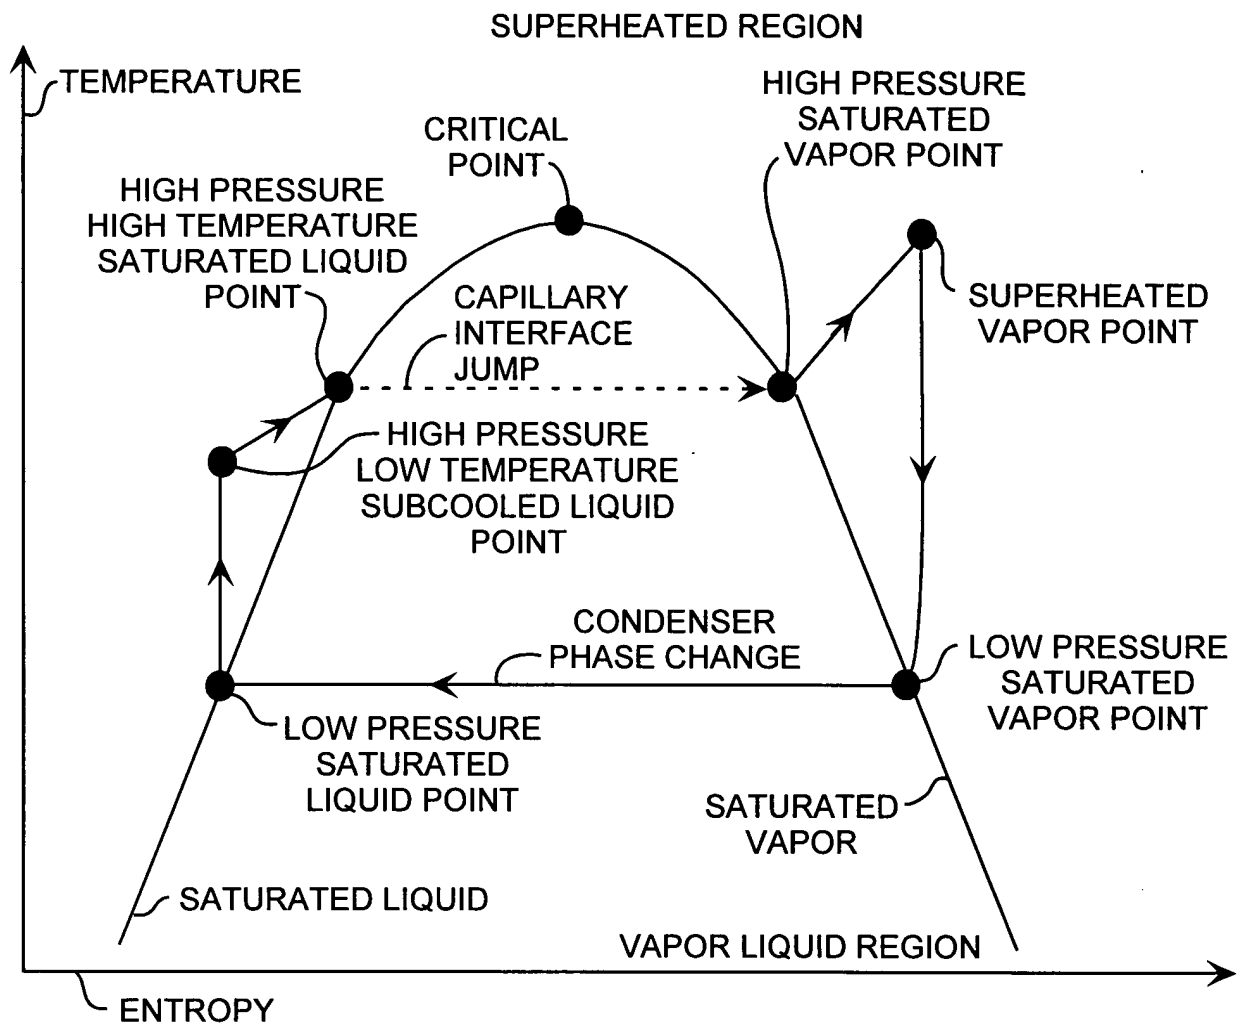 SUPERHEATED REGION
TEMPERATURE
HIGH PRESSURE
SATURATED
VAPOR POINT
CRITICAL
POINT
HIGH PRESSURE
HIGH TEMPERATURE
SATURATED LIQUID
POINT
CAPILLARY
INTERFACE
JUMP
SUPERHEATED
VAPOR POINT
HIGH PRESSURE
LOW TEMPERATURE
SUBCOOLED LIQUID
POINT
CONDENSER
PHASE CHANGE
LOW PRESSURE
SATURATED
VAPOR POINT
LOW PRESSURE
SATURATED
LIQUID POINT
SATURATED
VAPOR
SATURATED LIQUID
VAPOR LIQUID REGION
ENTROPY